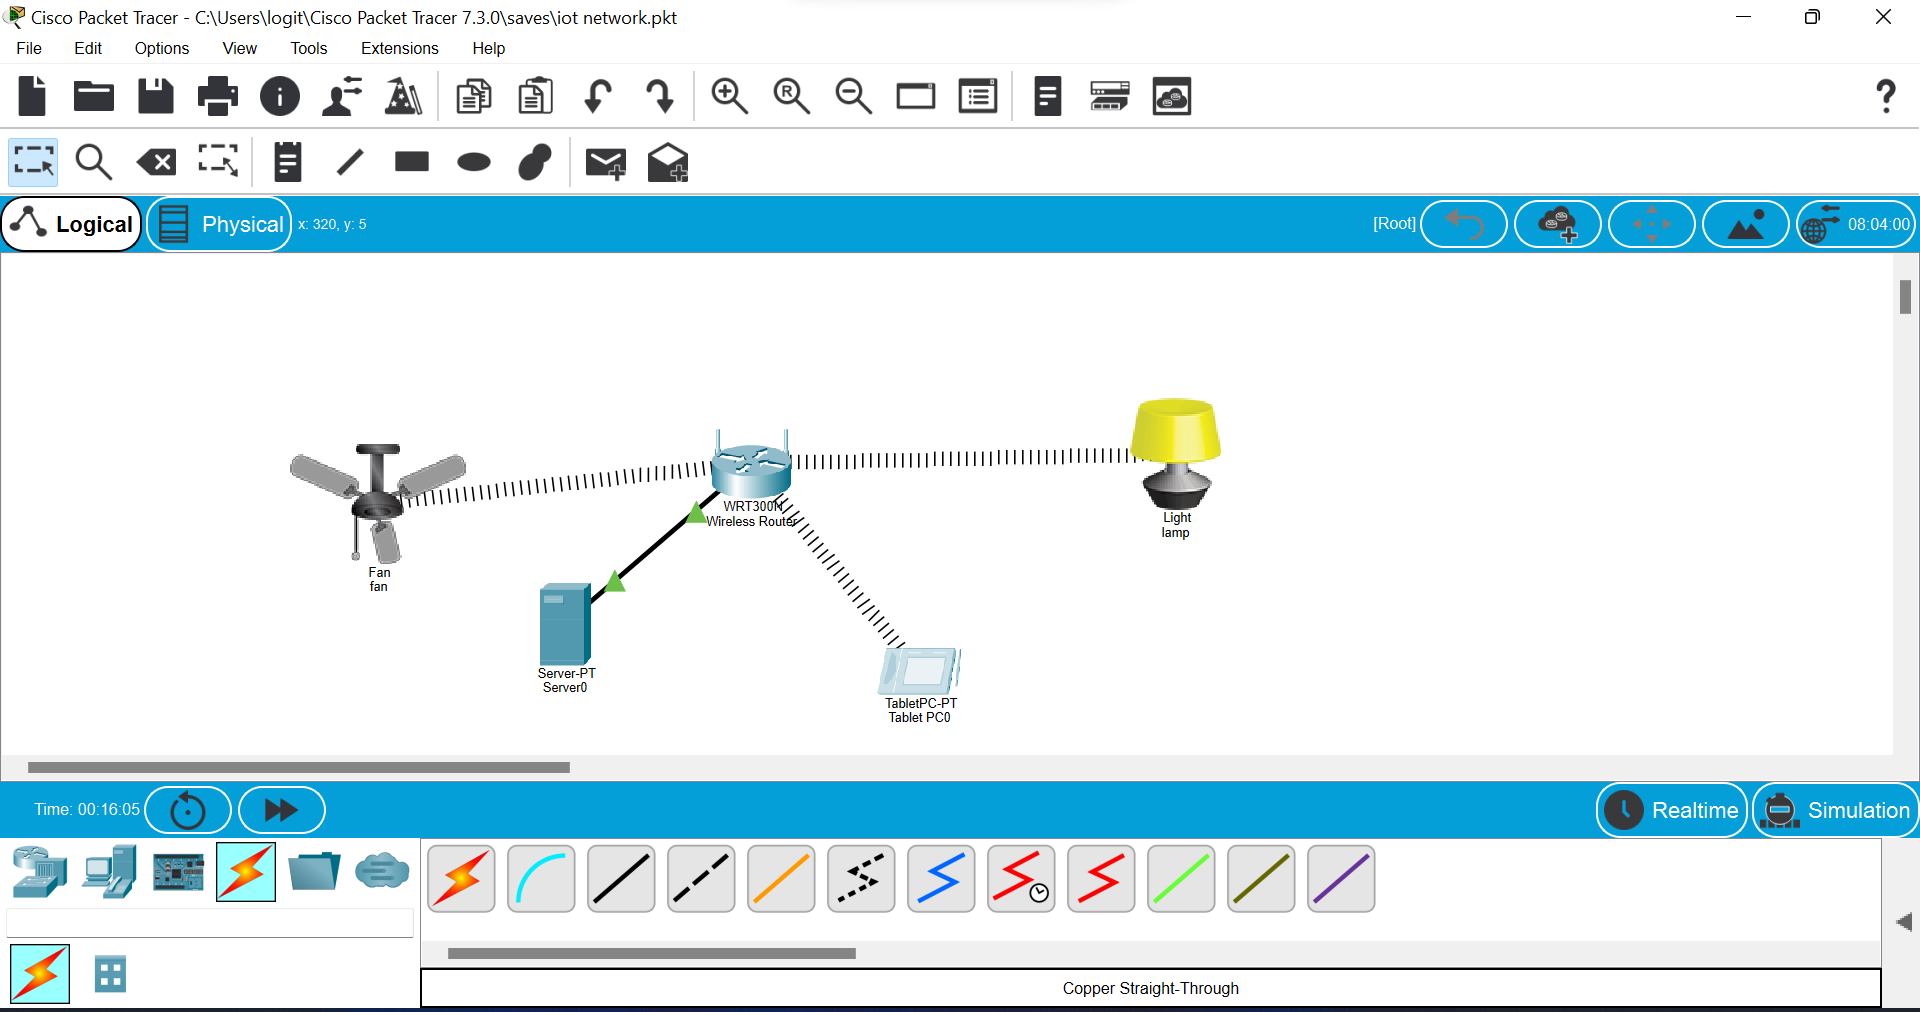 Cisco Packet Tracer - C:\Users\logit\Cisco Packet Tracer 7.3.0\saves\iot network.pkt
File Edit Options View Tools Extensions Help
R
?
Logical Physical x: 320, y: 5 [Root] 08:04:00
WRT300N
Wireless Router
Light
lamp
Fan
fan
Server-PT
Server0
TabletPC-PT
Tablet PC0
Time: 00:16:05 Realtime Simulation
Copper Straight-Through